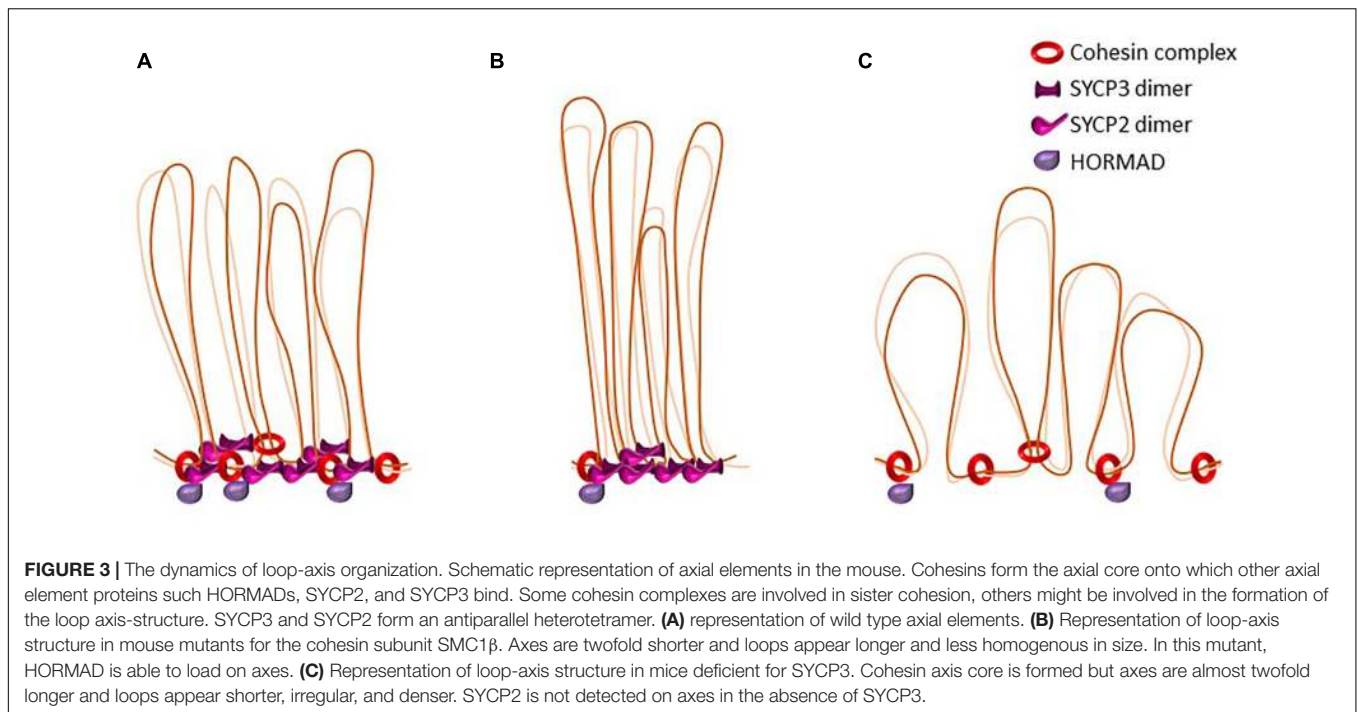 A
B
C
Cohesin complex
SYCP3 dimer
SYCP2 dimer
HORMAD
FIGURE 3 | The dynamics of loop-axis organization. Schematic representation of axial elements in the mouse. Cohesins form the axial core onto which other axial
element proteins such HORMADs, SYCP2, and SYCP3 bind. Some cohesin complexes are involved in sister cohesion, others might be involved in the formation of
the loop axis-structure. SYCP3 and SYCP2 form an antiparallel heterotetramer. (A) representation of wild type axial elements. (B) Representation of loop-axis
structure in mouse mutants for the cohesin subunit SMC1β. Axes are twofold shorter and loops appear longer and less homogenous in size. In this mutant,
HORMAD is able to load on axes. (C) Representation of loop-axis structure in mice deficient for SYCP3. Cohesin axis core is formed but axes are almost twofold
longer and loops appear shorter, irregular, and denser. SYCP2 is not detected on axes in the absence of SYCP3.